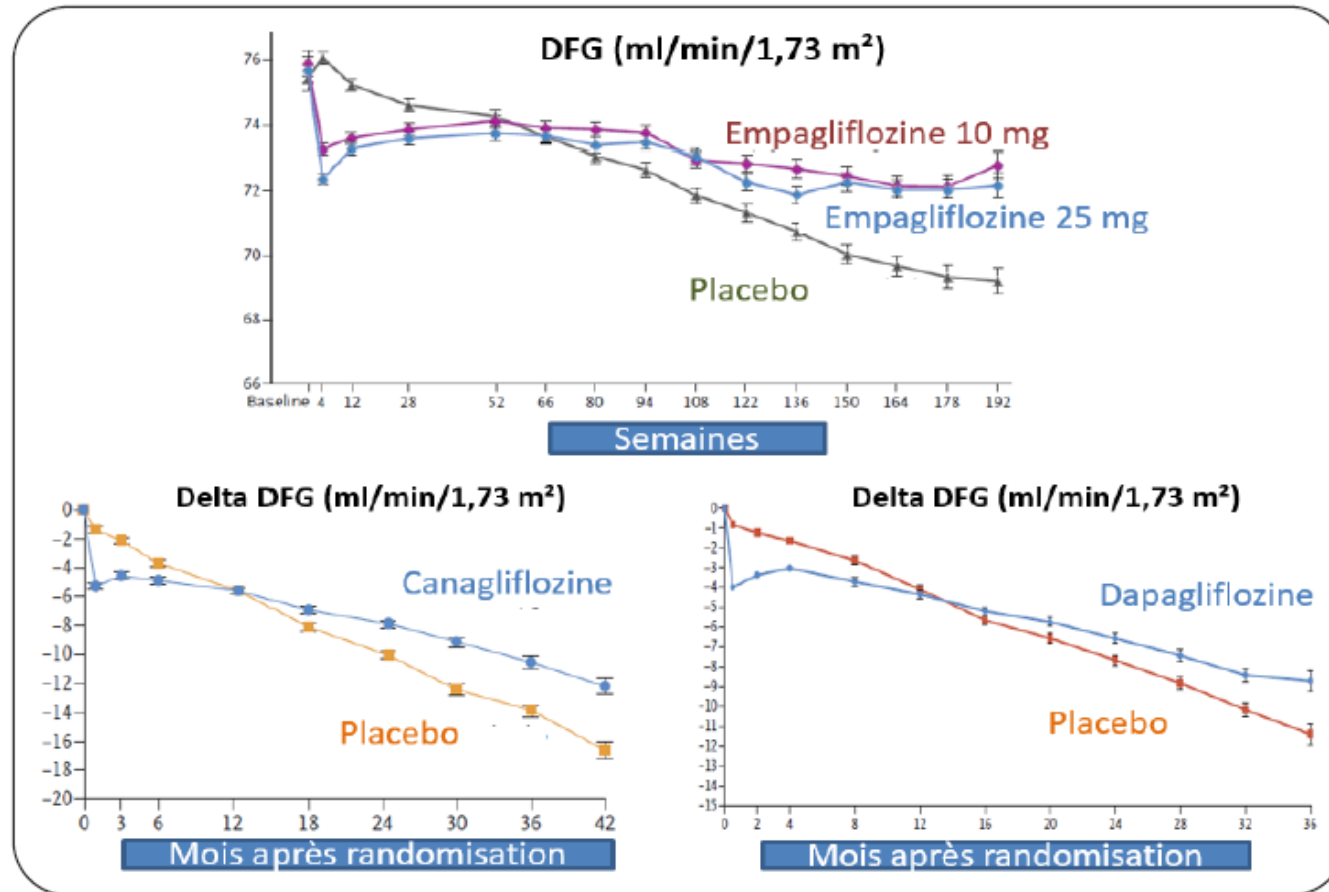 DFG (ml/min/1,73 m²)
76
74
72
70
68
66
Empagliflozine 10 mg
Empagliflozine 25 mg
Placebo
Baseline 4 12 28 52 66 80 94 108 122 136 150 164 178 192
Semaines
Delta DFG (ml/min/1,73 m²)
0
-2
-4
-6
-8
-10
-12
-14
-16
-18
-20
Canagliflozine
Placebo
0 3 6 12 18 24 30 36 42
Mois après randomisation
Delta DFG (ml/min/1,73 m²)
0
-1
-2
-3
-4
-5
-6
-7
-8
-9
-10
-11
-12
-13
-14
-15
Dapagliflozine
Placebo
0 2 4 8 12 16 20 24 28 32 36
Mois après randomisation